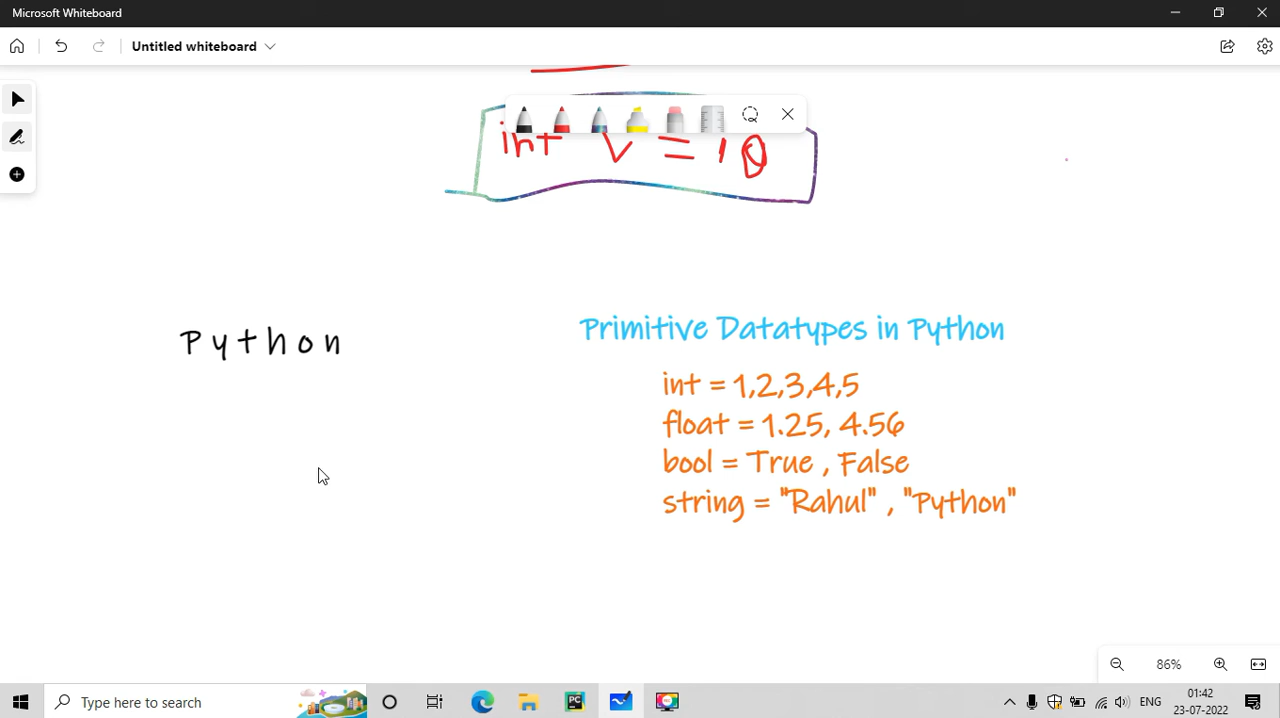 Microsoft Whiteboard
Untitled whiteboard
int V = 10
Python
Primitive Datatypes in Python
int = 1,2,3,4,5
float = 1.25, 4.56
bool = True , False
string = "Rahul" , "Python"
86%
Type here to search
PC
ENG
01:42
23-07-2022